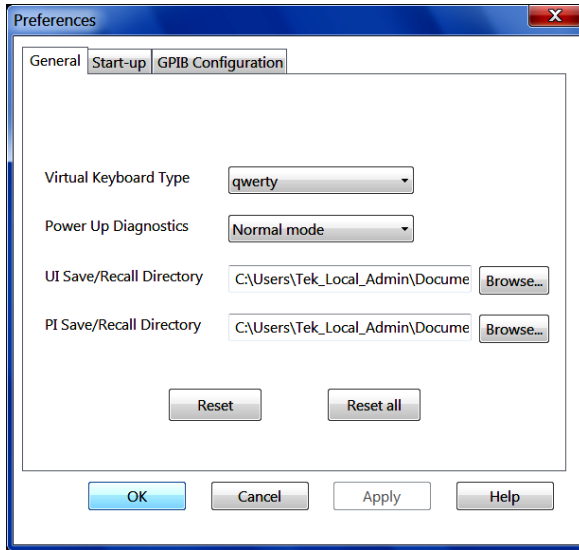 Preferences
General Start-up GPIB Configuration
Virtual Keyboard Type qwerty
Power Up Diagnostics Normal mode
UI Save/Recall Directory C:\Users\Tek_Local_Admin\Docume Browse...
PI Save/Recall Directory C:\Users\Tek_Local_Admin\Docume Browse...
Reset Reset all
OK Cancel Apply Help